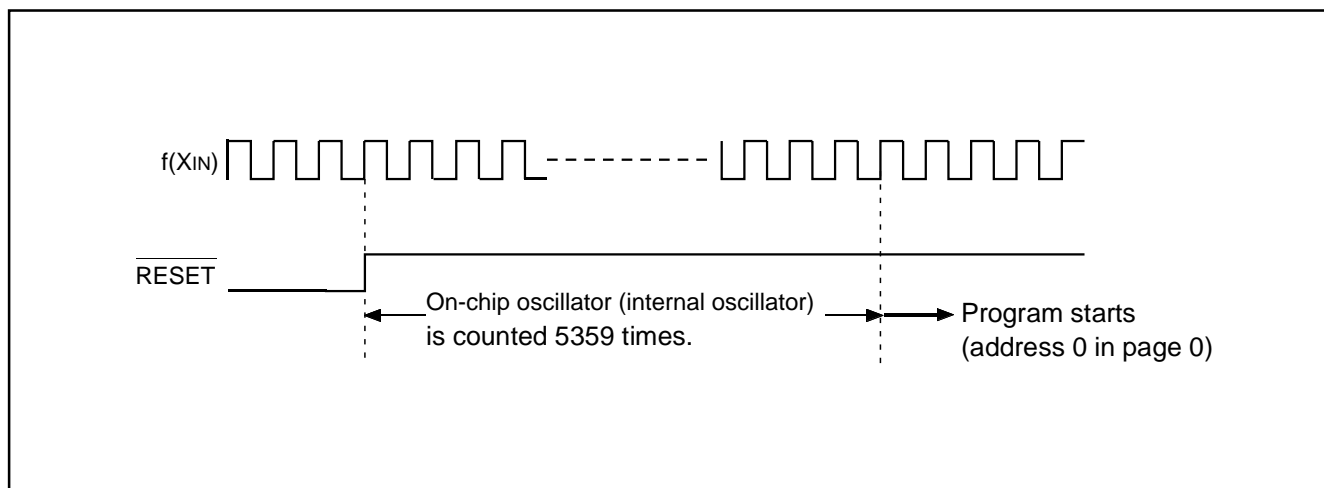 f(XIN)
RESET
On-chip oscillator (internal oscillator)
is counted 5359 times.
Program starts
(address 0 in page 0)